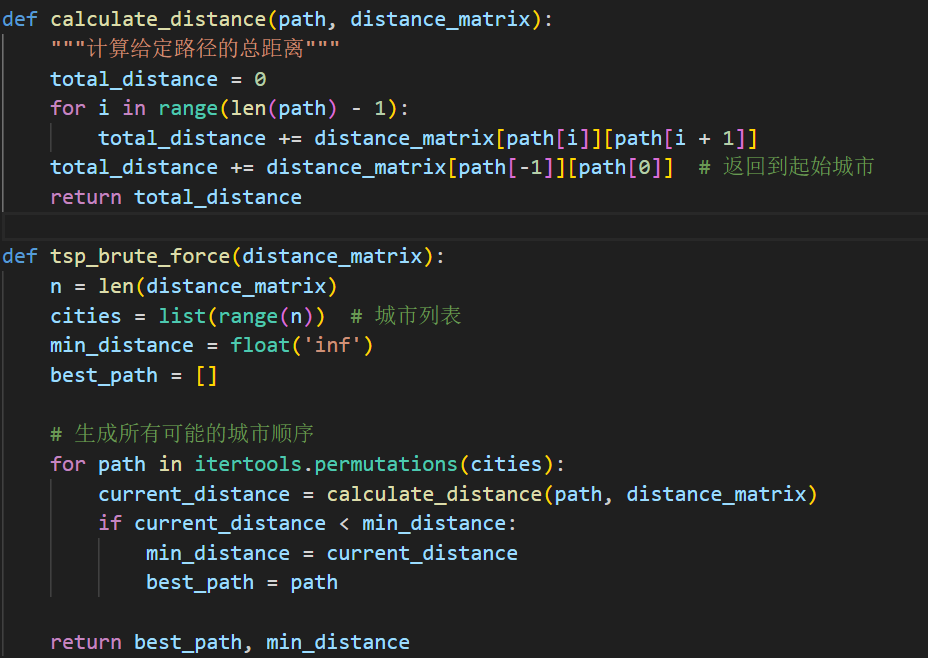 def calculate_distance(path, distance_matrix):
    """计算给定路径的总距离"""
    total_distance = 0
    for i in range(len(path) - 1):
        total_distance += distance_matrix[path[i]][path[i + 1]]
    total_distance += distance_matrix[path[-1]][path[0]]  # 返回到起始城市
    return total_distance

def tsp_brute_force(distance_matrix):
    n = len(distance_matrix)
    cities = list(range(n))  # 城市列表
    min_distance = float('inf')
    best_path = []

    # 生成所有可能的城市顺序
    for path in itertools.permutations(cities):
        current_distance = calculate_distance(path, distance_matrix)
        if current_distance < min_distance:
            min_distance = current_distance
            best_path = path

    return best_path, min_distance